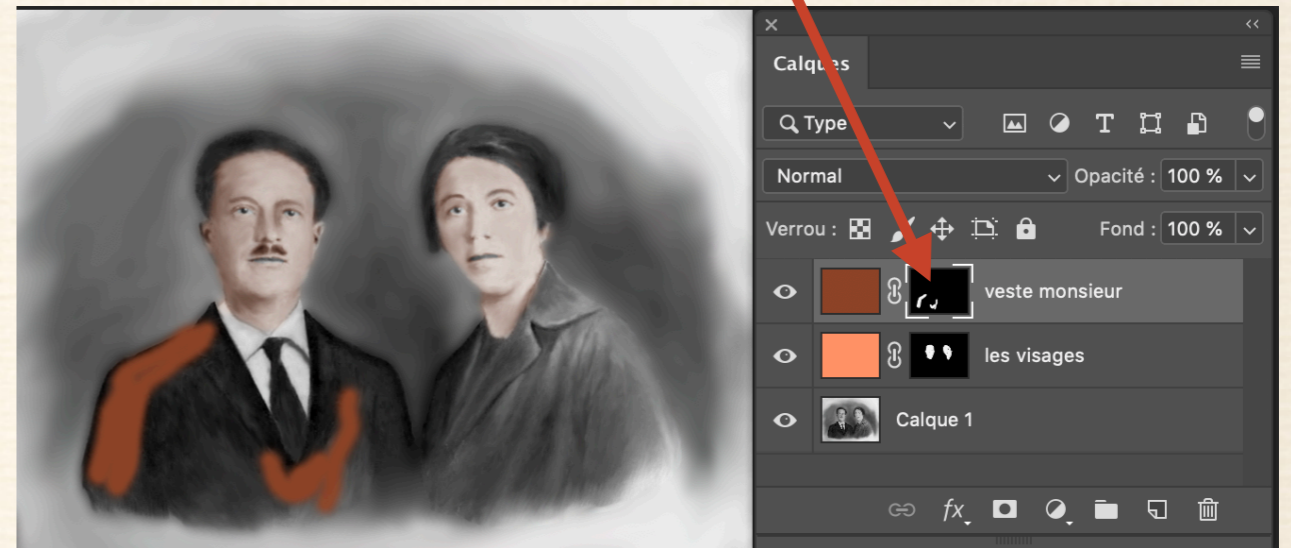 Calques
Type
Normal Opacité : 100 %
Verrou : Fond : 100 %
veste monsieur
les visages
Calque 1
fx